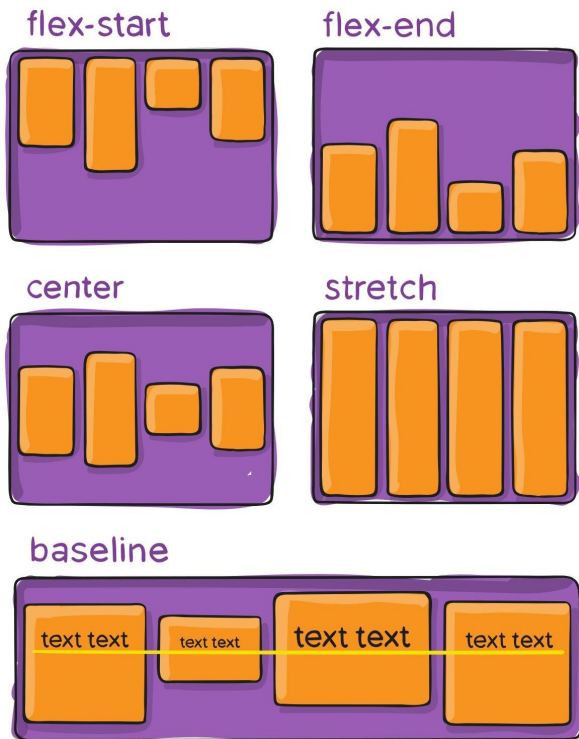 flex-start
flex-end
center
stretch
baseline
text text
text text
text text
text text